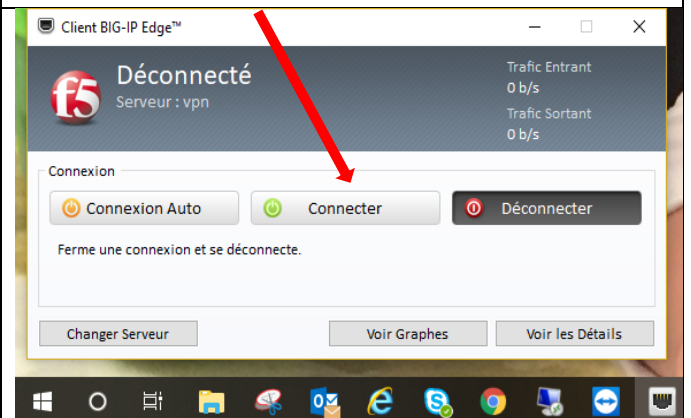 Client BIG-IP Edge™
f5
Déconnecté
Serveur : vpn
Trafic Entrant
0 b/s
Trafic Sortant
0 b/s
Connexion
Connexion Auto
Connecter
Déconnecter
Ferme une connexion et se déconnecte.
Changer Serveur
Voir Graphes
Voir les Détails